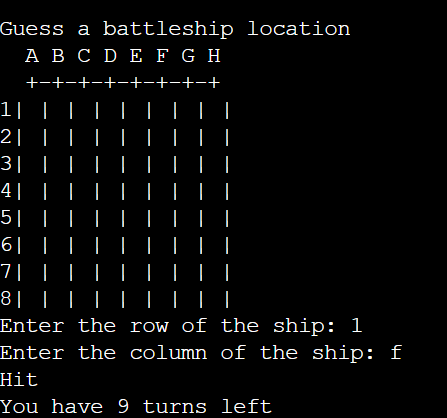 Guess a battleship location
  A B C D E F G H
  +-+-+-+-+-+-+-+
1| | | | | | | | |
2| | | | | | | | |
3| | | | | | | | |
4| | | | | | | | |
5| | | | | | | | |
6| | | | | | | | |
7| | | | | | | | |
8| | | | | | | | |
Enter the row of the ship: 1
Enter the column of the ship: f
Hit
You have 9 turns left